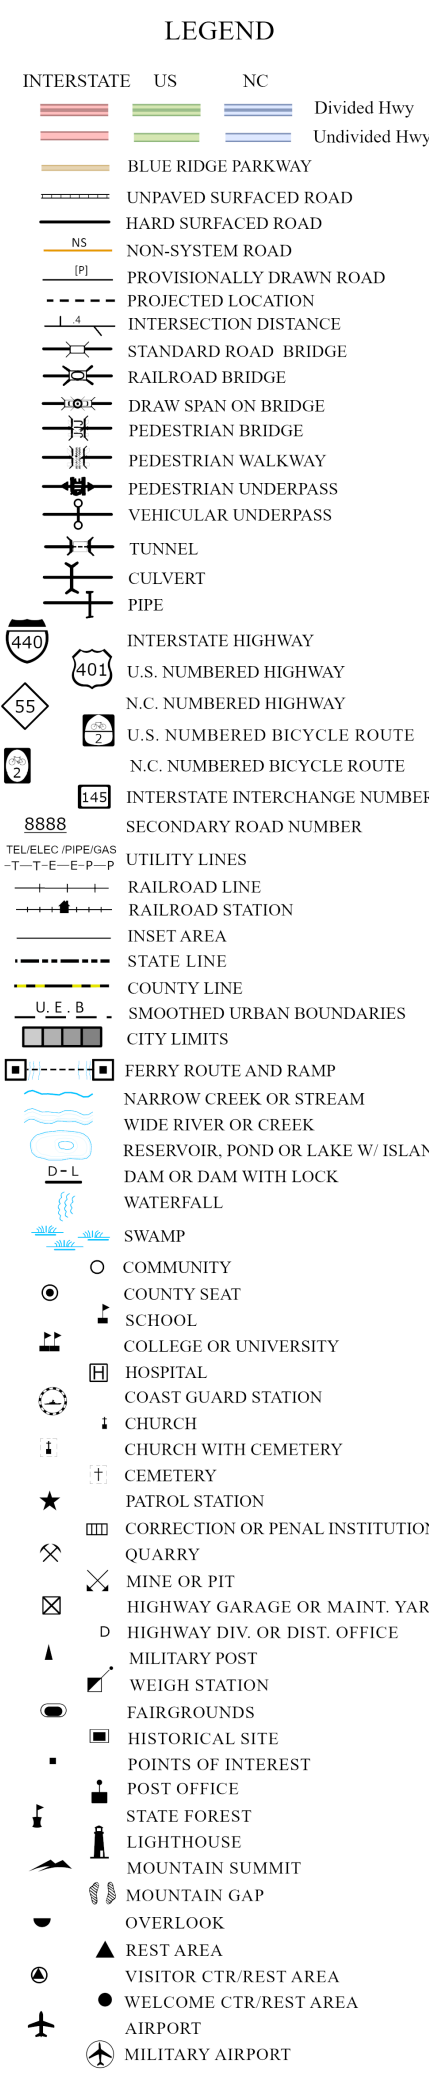 LEGEND
INTERSTATE US NC
Divided Hwy
Undivided Hwy
BLUE RIDGE PARKWAY
UNPAVED SURFACED ROAD
HARD SURFACED ROAD
NS NON-SYSTEM ROAD
[P] PROVISIONALLY DRAWN ROAD
PROJECTED LOCATION
.4 INTERSECTION DISTANCE
STANDARD ROAD BRIDGE
RAILROAD BRIDGE
DRAW SPAN ON BRIDGE
PEDESTRIAN BRIDGE
PEDESTRIAN WALKWAY
PEDESTRIAN UNDERPASS
VEHICULAR UNDERPASS
TUNNEL
CULVERT
PIPE
440 INTERSTATE HIGHWAY
401 U.S. NUMBERED HIGHWAY
55 N.C. NUMBERED HIGHWAY
2 U.S. NUMBERED BICYCLE ROUTE
2 N.C. NUMBERED BICYCLE ROUTE
145 INTERSTATE INTERCHANGE NUMBER
8888 SECONDARY ROAD NUMBER
TEL/ELEC /PIPE/GAS
–T—T–E—E–P—P UTILITY LINES
RAILROAD LINE
RAILROAD STATION
INSET AREA
STATE LINE
COUNTY LINE
U.E.B SMOOTHED URBAN BOUNDARIES
CITY LIMITS
FERRY ROUTE AND RAMP
NARROW CREEK OR STREAM
WIDE RIVER OR CREEK
RESERVOIR, POND OR LAKE W/ ISLAN
D-L DAM OR DAM WITH LOCK
WATERFALL
SWAMP
COMMUNITY
COUNTY SEAT
SCHOOL
COLLEGE OR UNIVERSITY
H HOSPITAL
COAST GUARD STATION
CHURCH
CHURCH WITH CEMETERY
CEMETERY
PATROL STATION
CORRECTION OR PENAL INSTITUTION
QUARRY
MINE OR PIT
HIGHWAY GARAGE OR MAINT. YAR
D HIGHWAY DIV. OR DIST. OFFICE
MILITARY POST
WEIGH STATION
FAIRGROUNDS
HISTORICAL SITE
POINTS OF INTEREST
POST OFFICE
STATE FOREST
LIGHTHOUSE
MOUNTAIN SUMMIT
MOUNTAIN GAP
OVERLOOK
REST AREA
VISITOR CTR/REST AREA
WELCOME CTR/REST AREA
AIRPORT
MILITARY AIRPORT